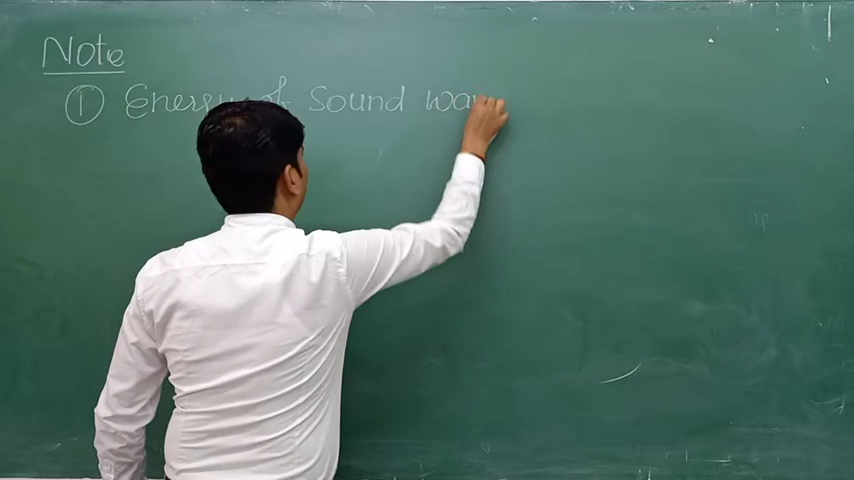 Note
① Energy of Sound wav